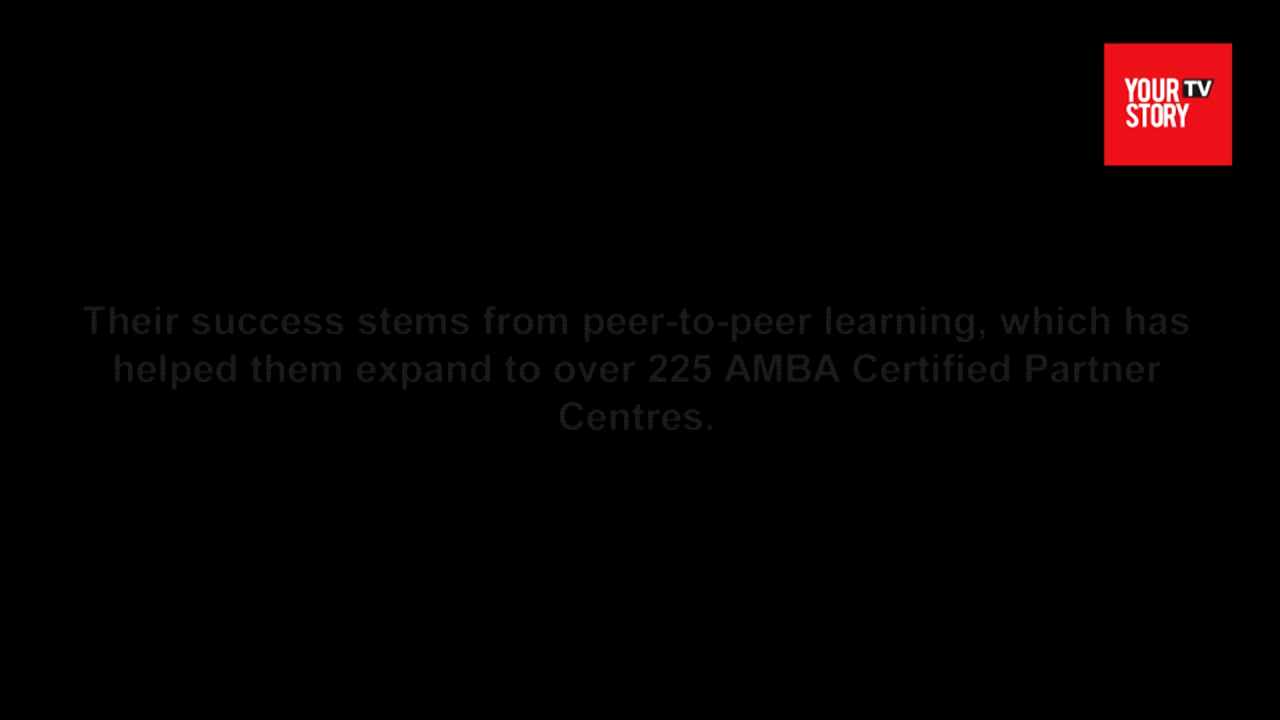 YOUR TV
STORY
Their success stems from peer-to-peer learning, which has
helped them expand to over 225 AMBA Certified Partner
Centres.